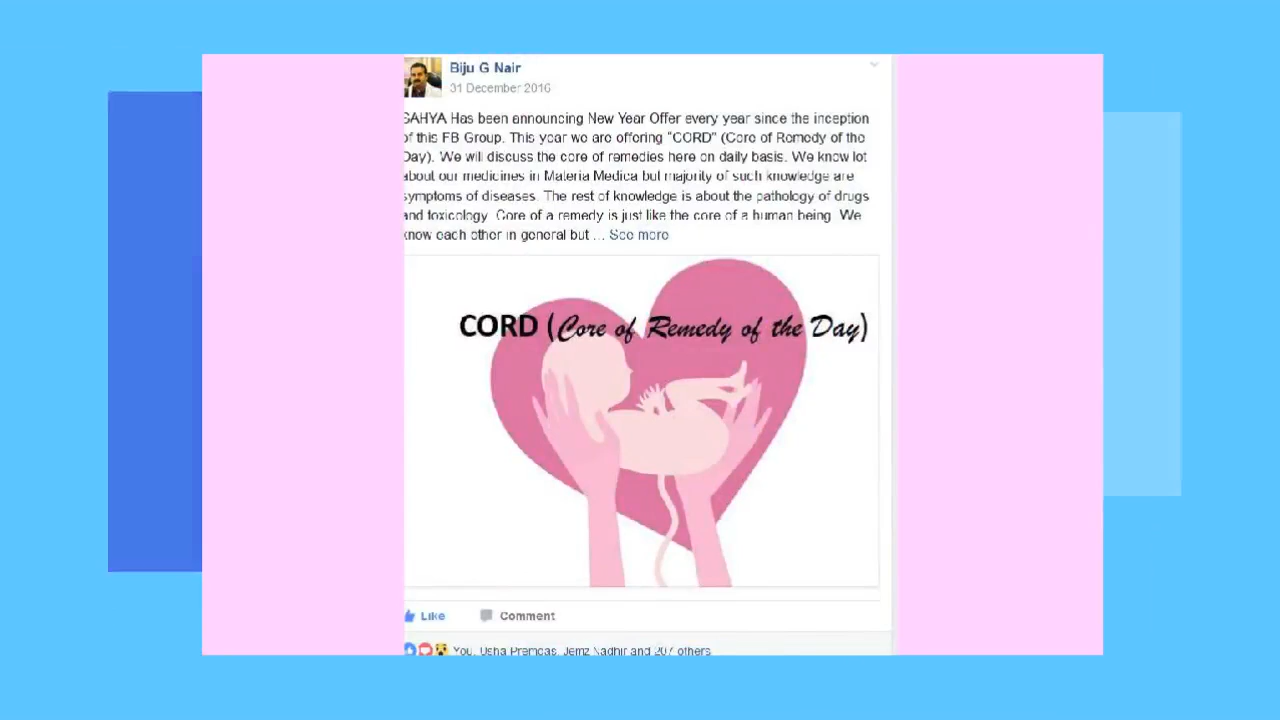 Biju G Nair
31 December 2016
SAHYA Has been announcing New Year Offer every year since the inception
of this FB Group. This year we are offering "CORD" (Core of Remedy of the
Day). We will discuss the core of remedies here on daily basis. We know lot
about our medicines in Materia Medica but majority of such knowledge are
symptoms of diseases. The rest of knowledge is about the pathology of drugs
and toxicology. Core of a remedy is just like the core of a human being. We
know each other in general but ... See more
CORD (Core of Remedy of the Day)
Like Comment
You, Usha Premdas, Jemz Nadhir and 207 others